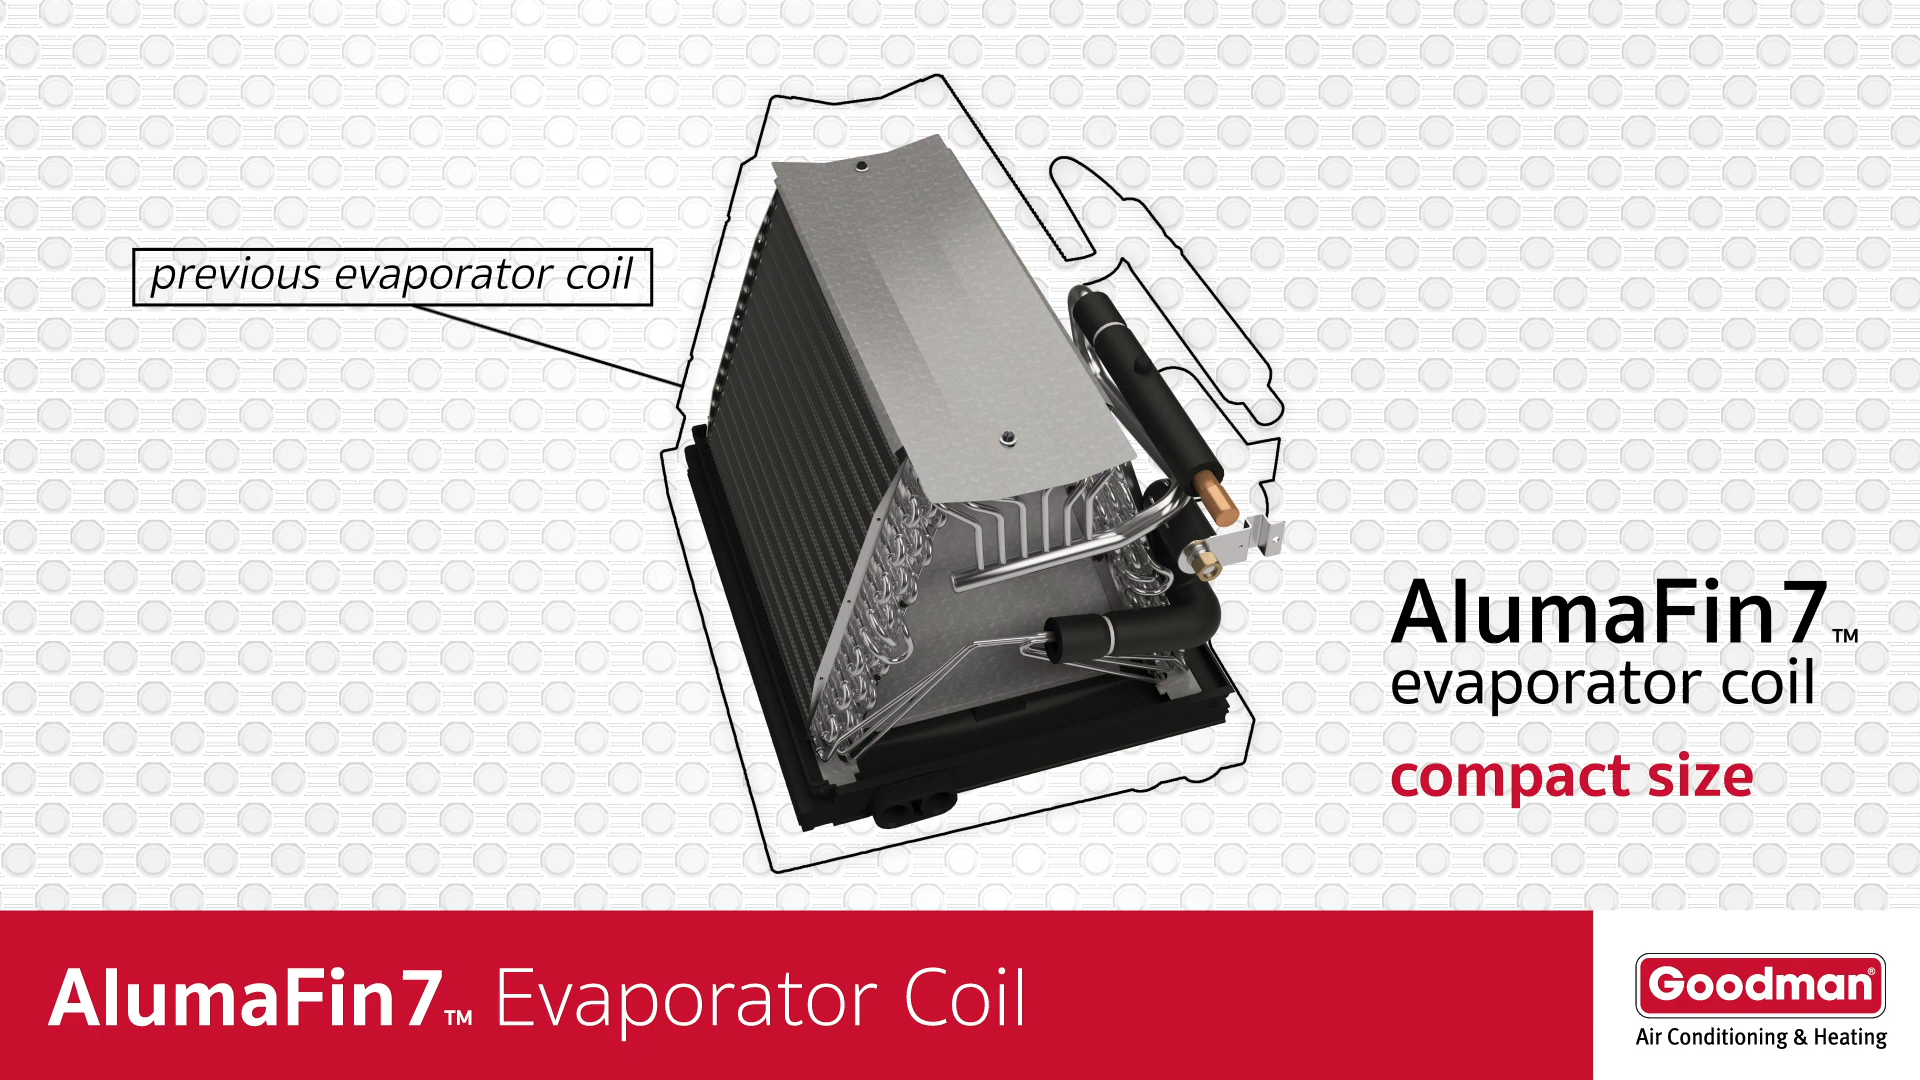 previous evaporator coil
AlumaFin7™
evaporator coil
compact size
AlumaFin7™ Evaporator Coil
Goodman®
Air Conditioning & Heating